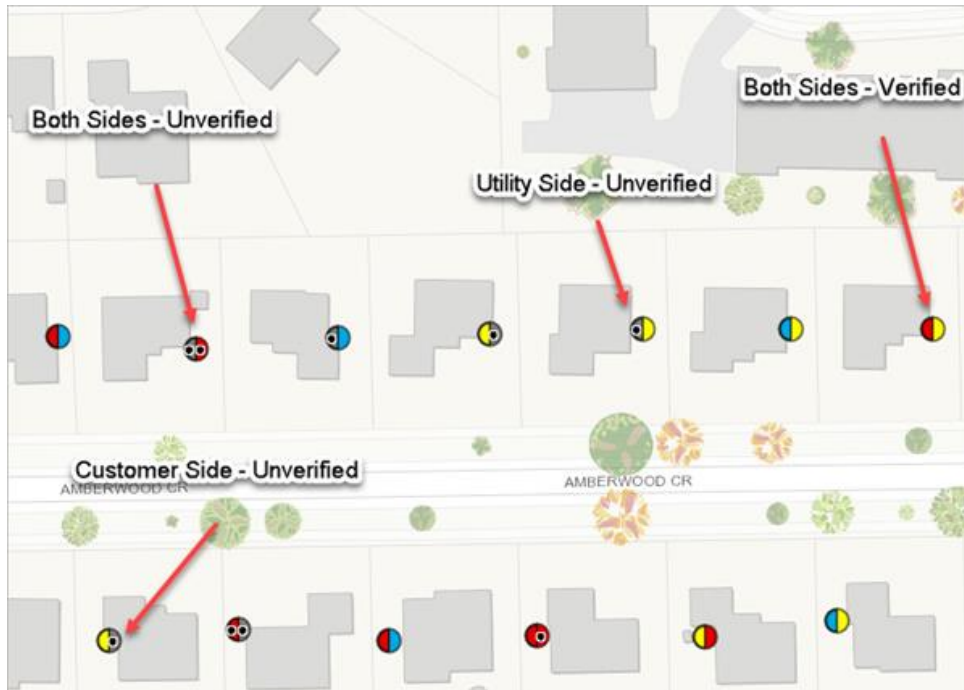 Both Sides - Verified
Both Sides - Unverified
Utility Side - Unverified
Customer Side - Unverified
AMBERWOOD CR
AMBERWOOD CR